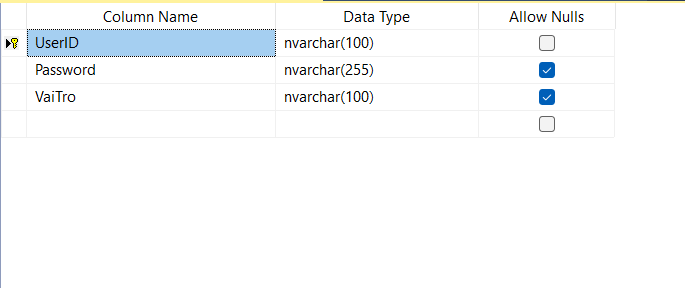 Column Name Data Type Allow Nulls
UserID nvarchar(100)
Password nvarchar(255)
VaiTro nvarchar(100)